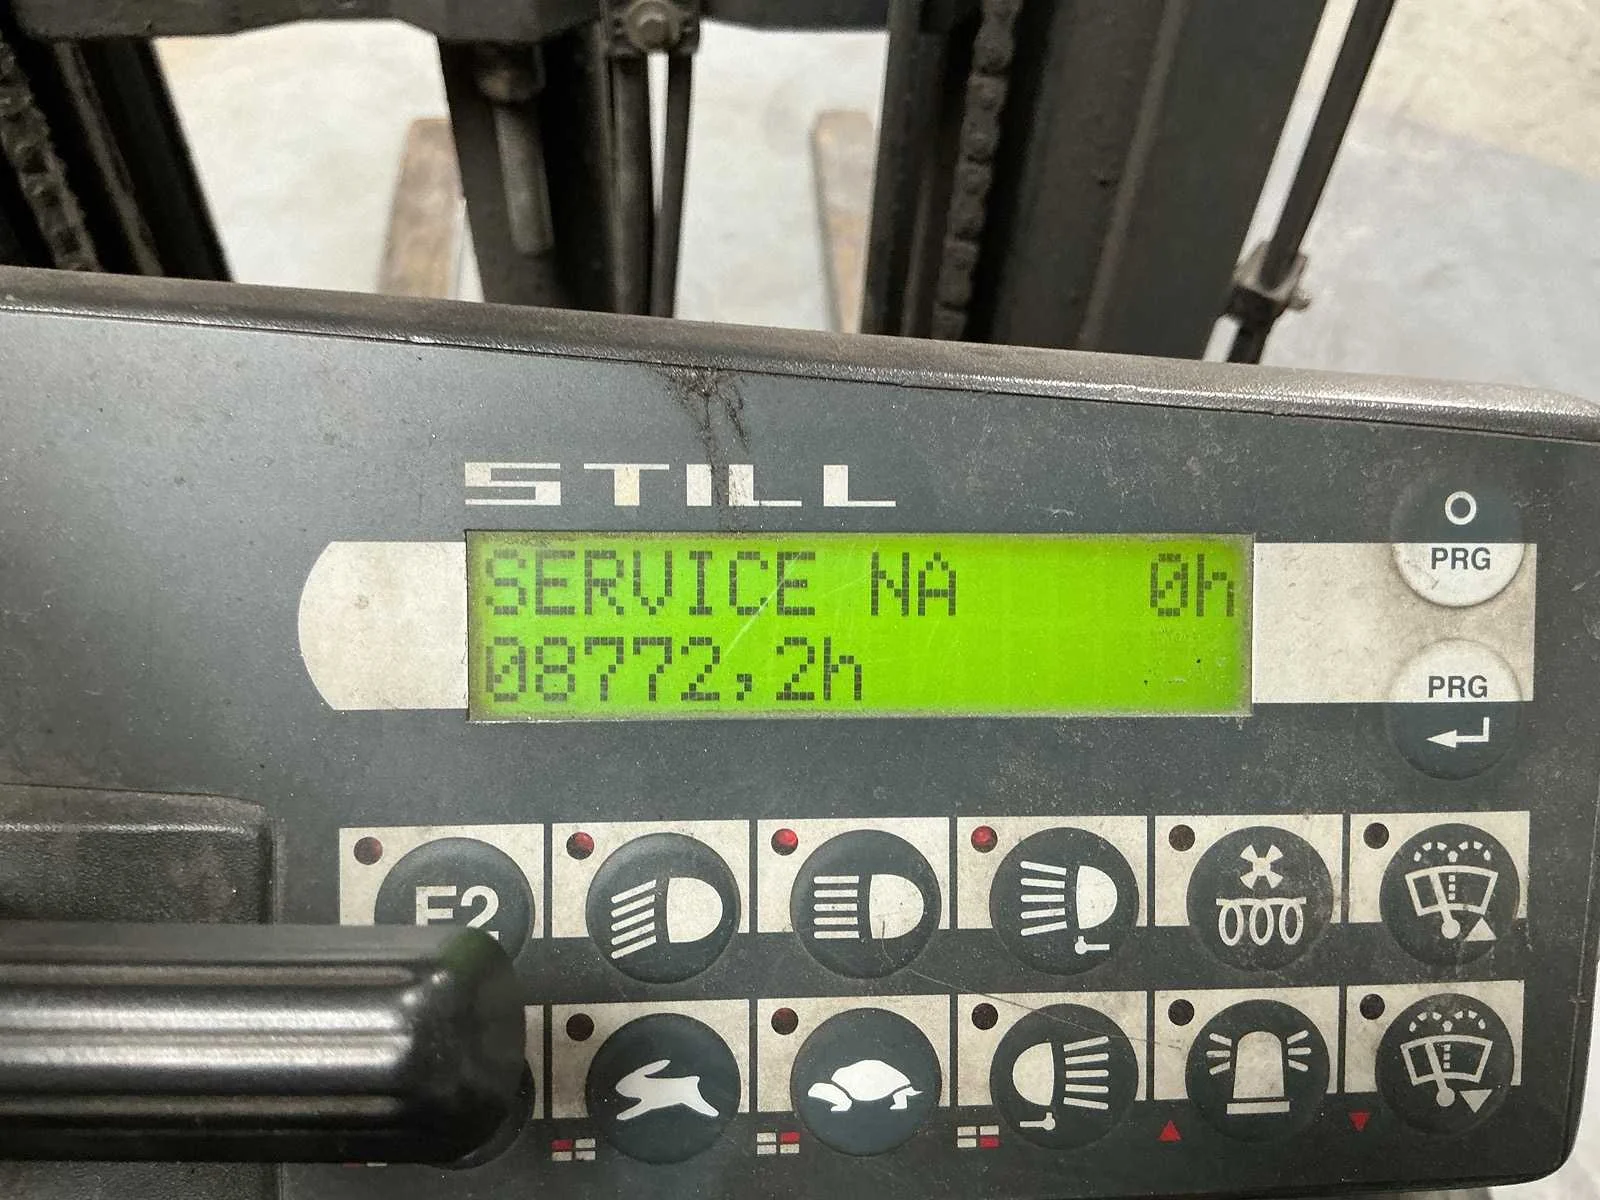 STILL
SERVICE NA 0h
08772,2h
O
PRG
PRG
F2